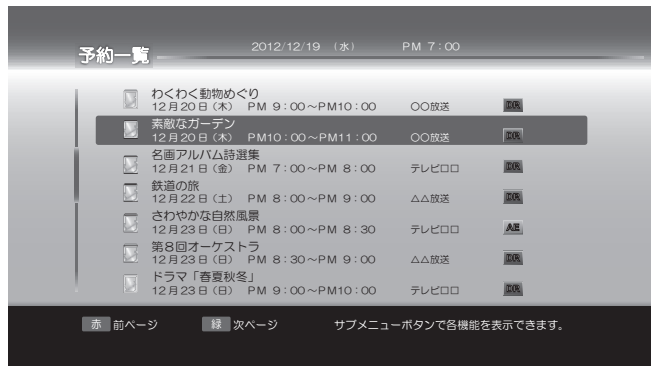 予約一覧 2012/12/19 (水) PM 7:00
わくわく動物めぐり
12月20日(木) PM 9:00〜PM10:00 〇〇放送 DR
素敵なガーデン
12月20日(木) PM10:00〜PM11:00 〇〇放送 DR
名画アルバム詩選集
12月21日(金) PM 7:00〜PM 8:00 テレビ□□ DR
鉄道の旅
12月22日(土) PM 8:00〜PM 9:00 △△放送 DR
さわやかな自然風景
12月23日(日) PM 8:00〜PM 8:30 テレビ□□ AE
第8回オーケストラ
12月23日(日) PM 8:30〜PM 9:00 △△放送 DR
ドラマ「春夏秋冬」
12月23日(日) PM 9:00〜PM10:00 テレビ□□ DR
赤 前ページ 緑 次ページ サブメニューボタンで各機能を表示できます。